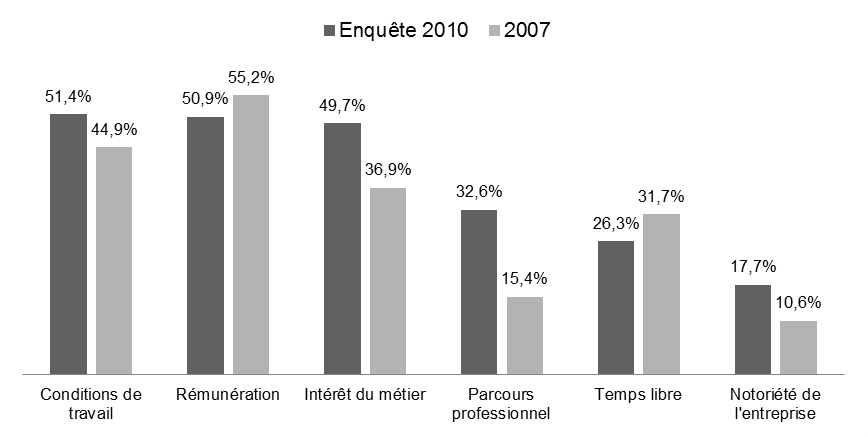 Enquête 2010 2007
51,4%
44,9%
50,9%
55,2%
49,7%
36,9%
32,6%
15,4%
26,3%
31,7%
17,7%
10,6%
Conditions de
travail
Rémunération
Intérêt du métier
Parcours
professionnel
Temps libre
Notoriété de
l'entreprise